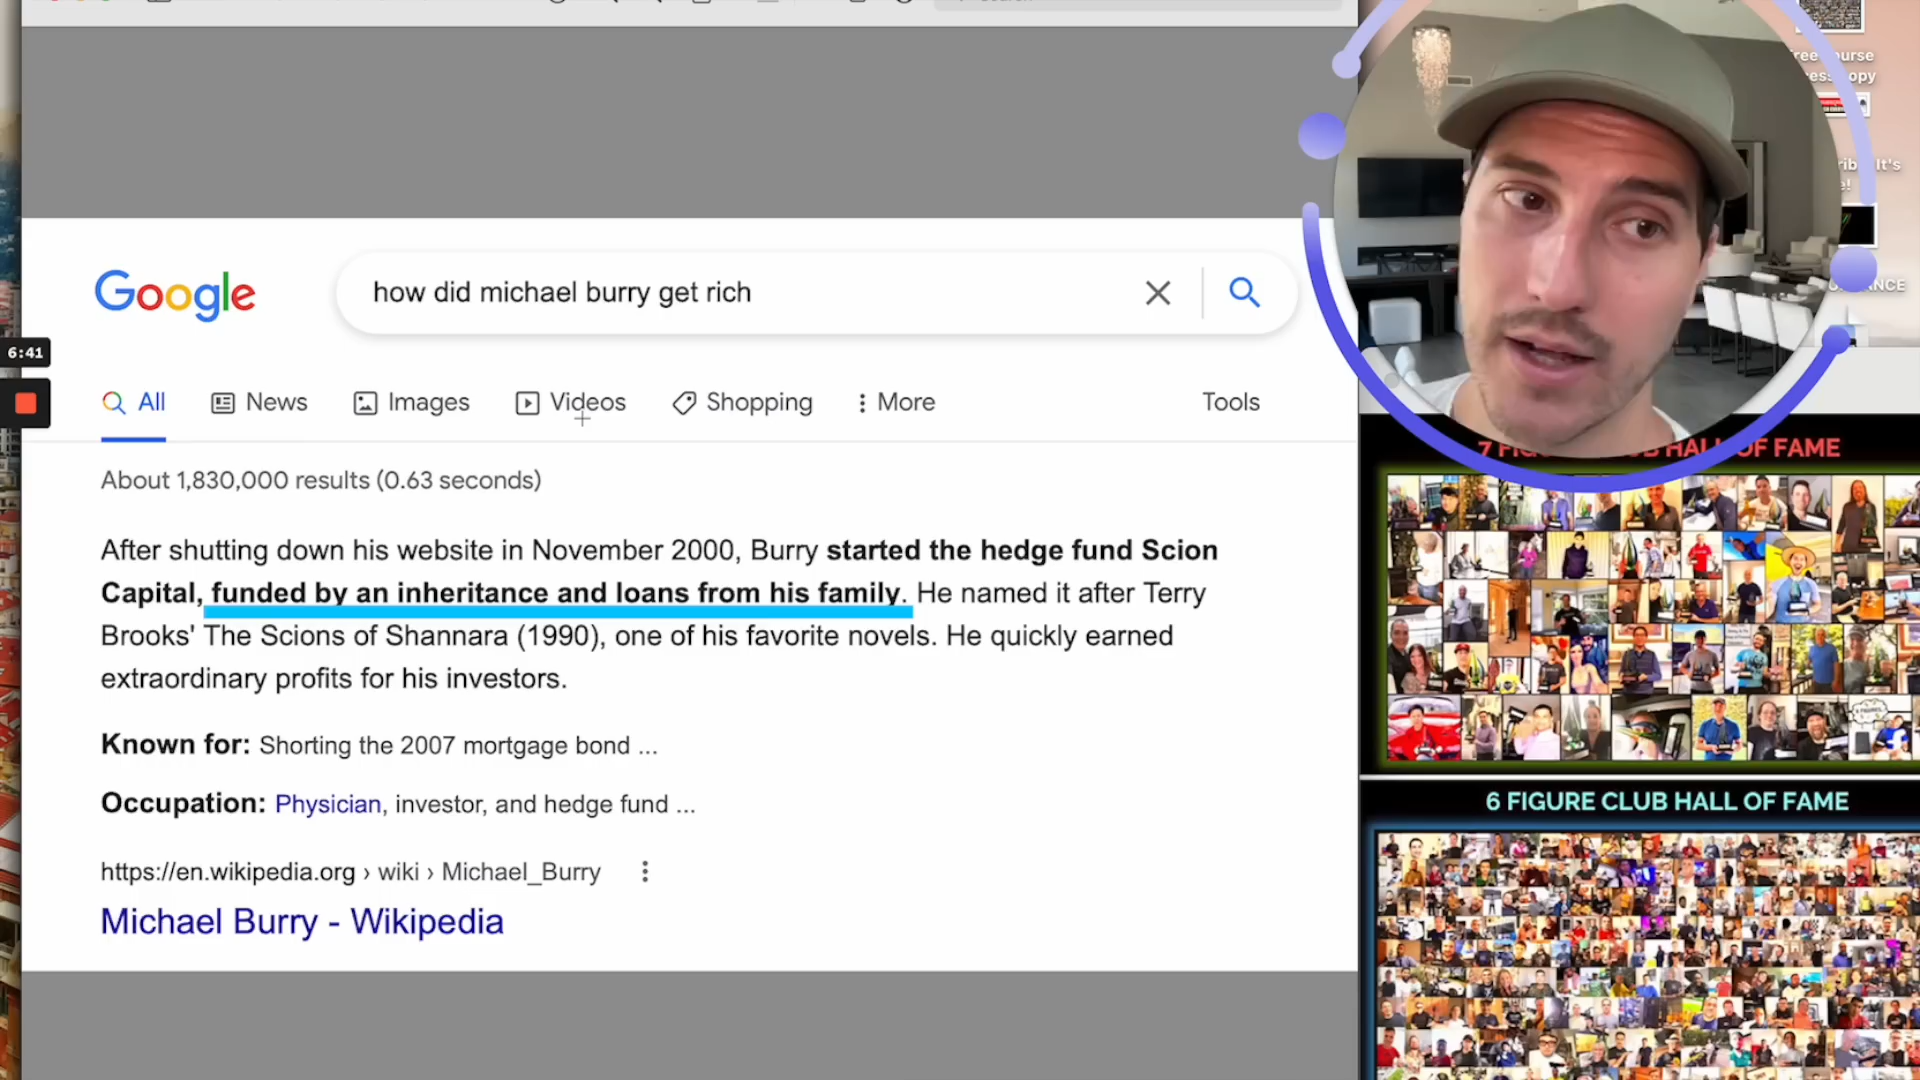 Google
how did michael burry get rich
6:41
All
News
Images
Videos
Shopping
More
Tools
About 1,830,000 results (0.63 seconds)
After shutting down his website in November 2000, Burry started the hedge fund Scion
Capital, funded by an inheritance and loans from his family. He named it after Terry
Brooks' The Scions of Shannara (1990), one of his favorite novels. He quickly earned
extraordinary profits for his investors.
Known for: Shorting the 2007 mortgage bond ...
Occupation: Physician, investor, and hedge fund ...
https://en.wikipedia.org › wiki › Michael_Burry
Michael Burry - Wikipedia
It's
7 HALL OF FAME
6 FIGURE CLUB HALL OF FAME